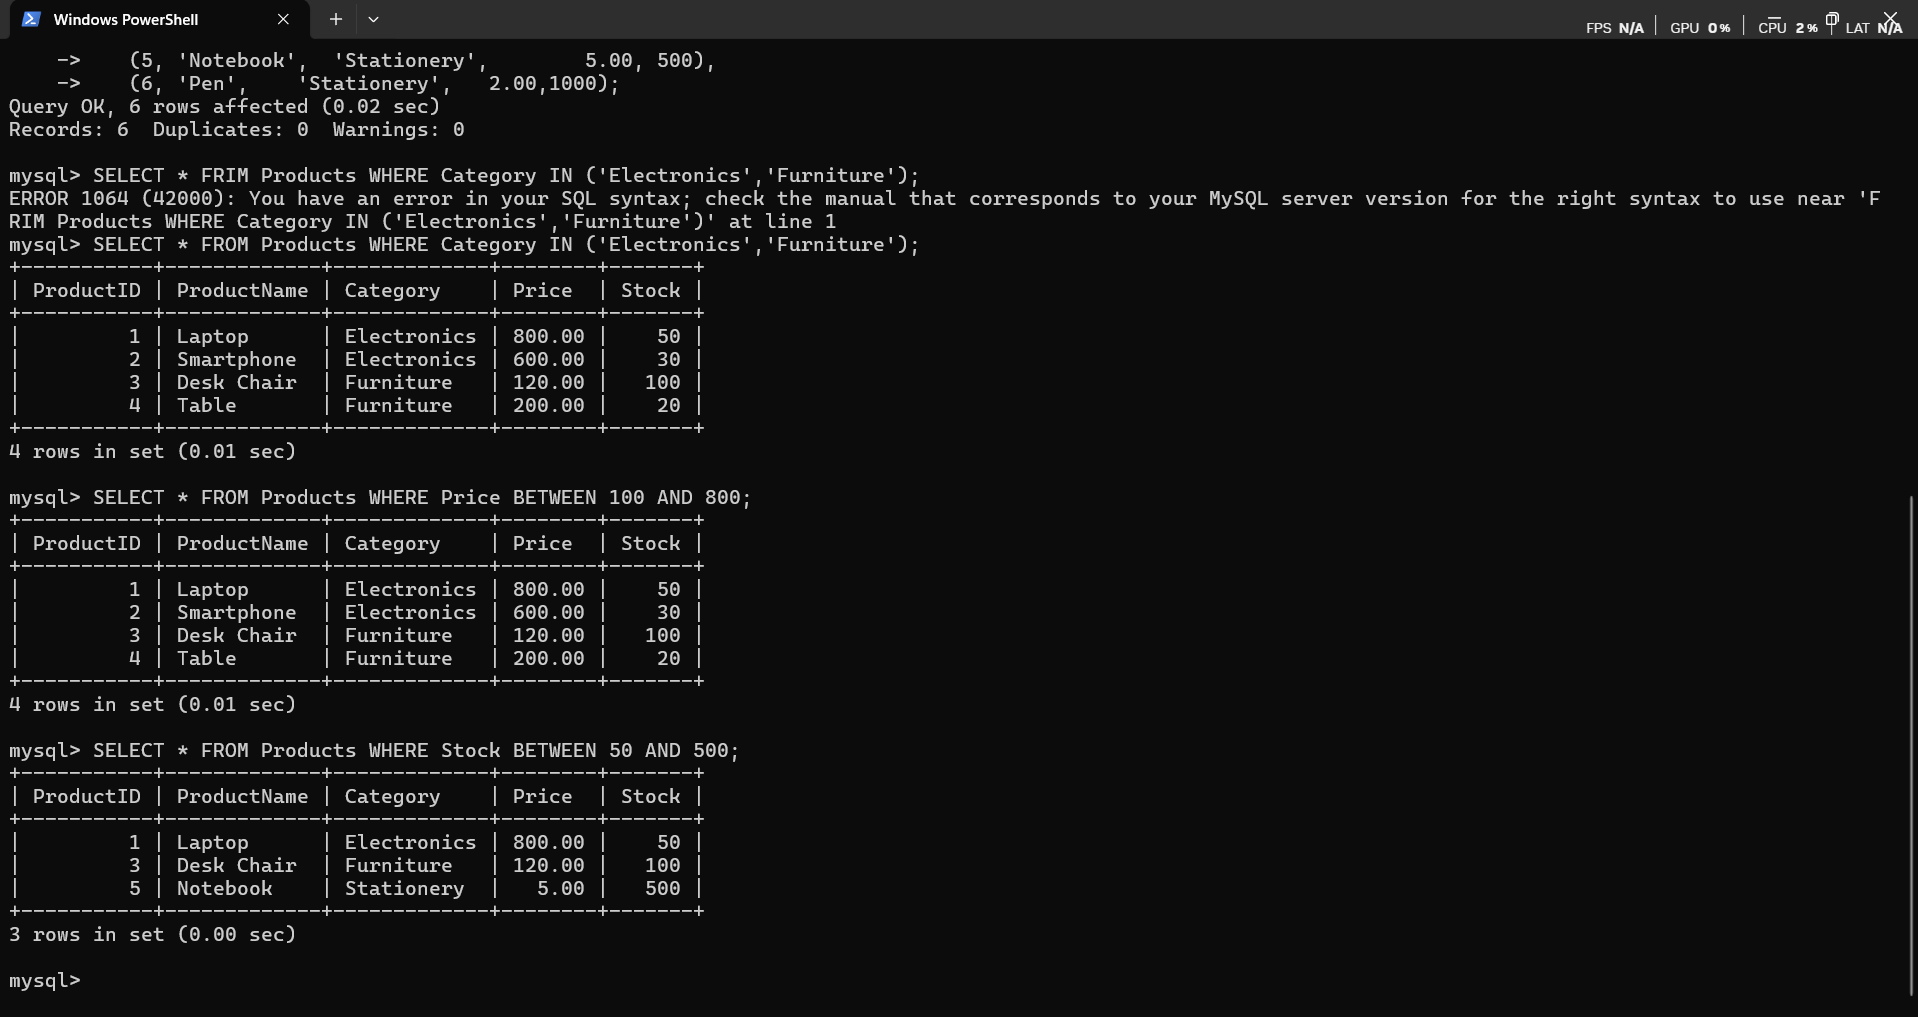 Windows PowerShell
FPS N/A | GPU 0% | CPU 2% | LAT N/A
    ->    (5, 'Notebook',  'Stationery',        5.00, 500),
    ->    (6, 'Pen',    'Stationery',   2.00,1000);
Query OK, 6 rows affected (0.02 sec)
Records: 6  Duplicates: 0  Warnings: 0
mysql> SELECT * FRIM Products WHERE Category IN ('Electronics','Furniture');
ERROR 1064 (42000): You have an error in your SQL syntax; check the manual that corresponds to your MySQL server version for the right syntax to use near 'F
RIM Products WHERE Category IN ('Electronics','Furniture')' at line 1
mysql> SELECT * FROM Products WHERE Category IN ('Electronics','Furniture');
+-----------+-------------+-------------+--------+-------+
| ProductID | ProductName | Category    | Price  | Stock |
+-----------+-------------+-------------+--------+-------+
|         1 | Laptop      | Electronics | 800.00 |    50 |
|         2 | Smartphone  | Electronics | 600.00 |    30 |
|         3 | Desk Chair  | Furniture   | 120.00 |   100 |
|         4 | Table       | Furniture   | 200.00 |    20 |
+-----------+-------------+-------------+--------+-------+
4 rows in set (0.01 sec)
mysql> SELECT * FROM Products WHERE Price BETWEEN 100 AND 800;
+-----------+-------------+-------------+--------+-------+
| ProductID | ProductName | Category    | Price  | Stock |
+-----------+-------------+-------------+--------+-------+
|         1 | Laptop      | Electronics | 800.00 |    50 |
|         2 | Smartphone  | Electronics | 600.00 |    30 |
|         3 | Desk Chair  | Furniture   | 120.00 |   100 |
|         4 | Table       | Furniture   | 200.00 |    20 |
+-----------+-------------+-------------+--------+-------+
4 rows in set (0.01 sec)
mysql> SELECT * FROM Products WHERE Stock BETWEEN 50 AND 500;
+-----------+-------------+-------------+--------+-------+
| ProductID | ProductName | Category    | Price  | Stock |
+-----------+-------------+-------------+--------+-------+
|         1 | Laptop      | Electronics | 800.00 |    50 |
|         3 | Desk Chair  | Furniture   | 120.00 |   100 |
|         5 | Notebook    | Stationery  |   5.00 |   500 |
+-----------+-------------+-------------+--------+-------+
3 rows in set (0.00 sec)
mysql>